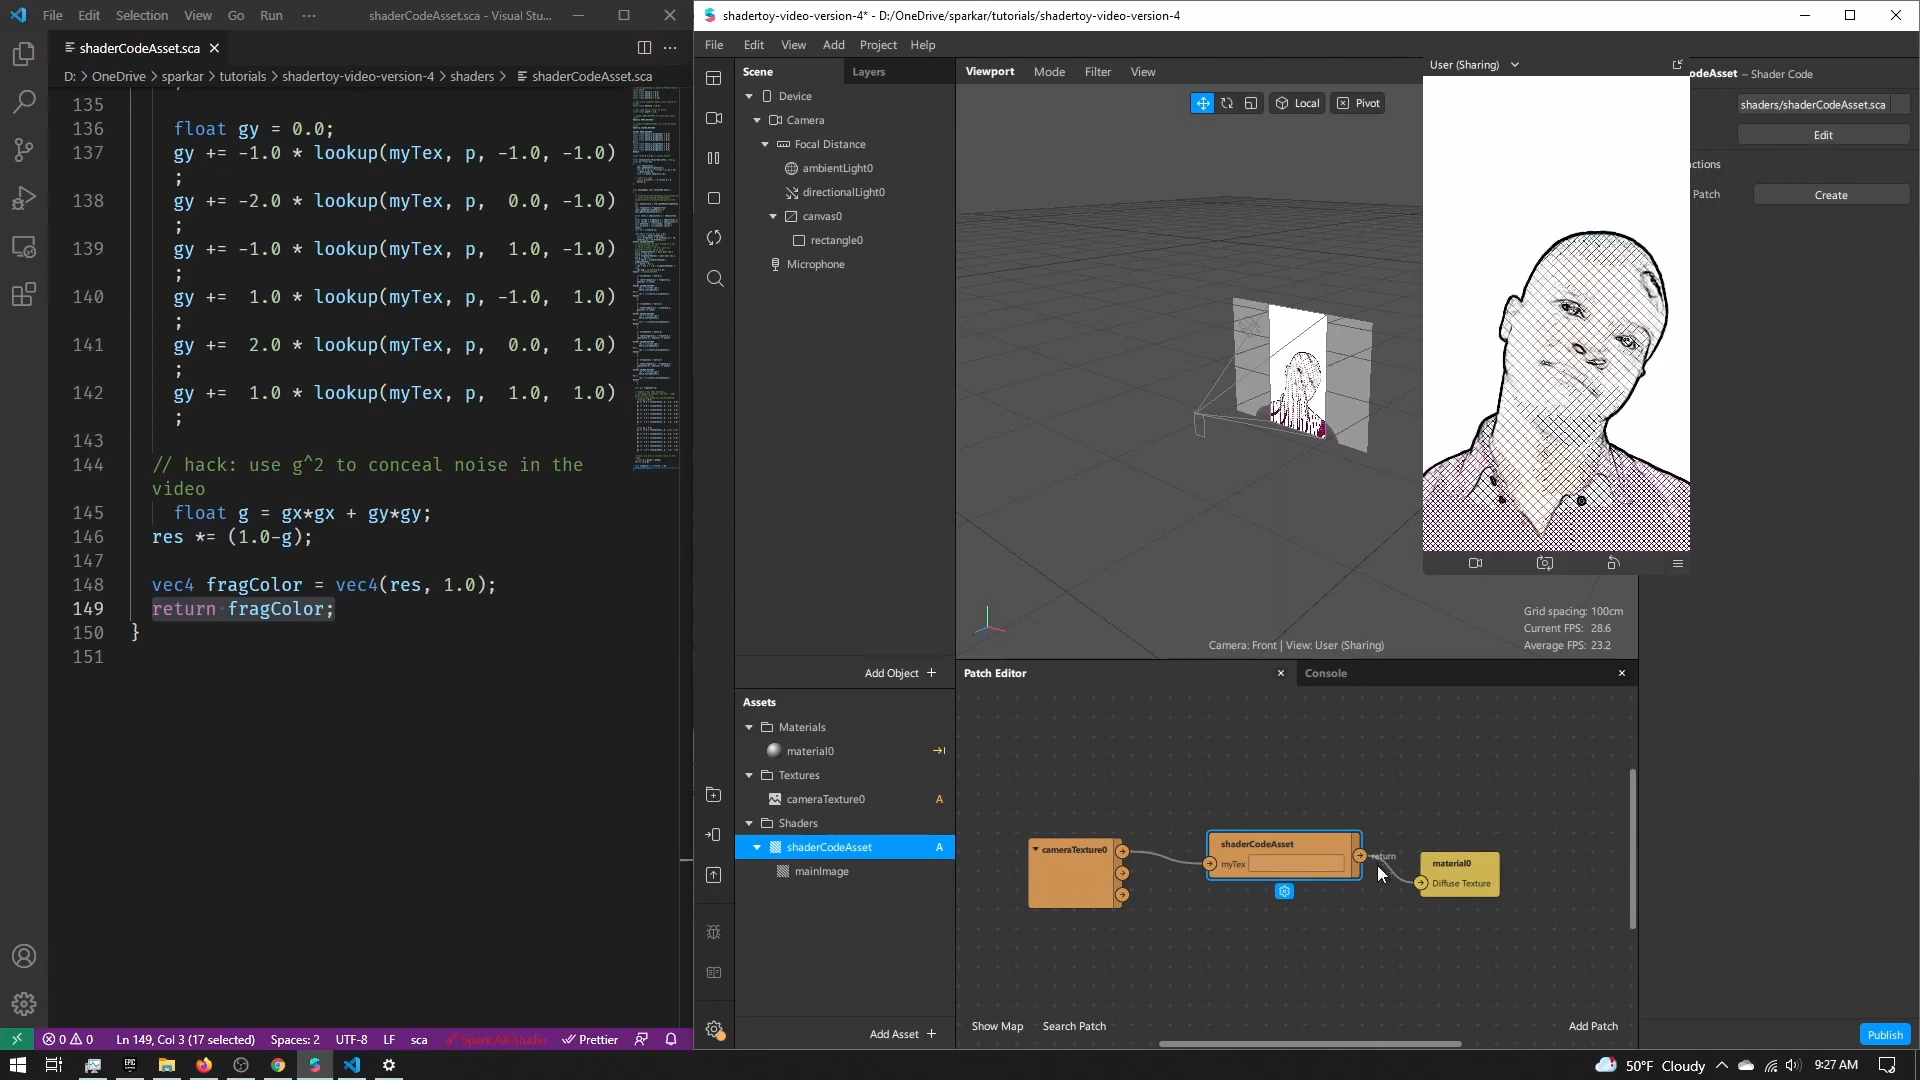 File Edit Selection View Go Run ··· shaderCodeAsset.sca - Visual Stu...
shaderCodeAsset.sca
D: > OneDrive > sparkar > tutorials > shadertoy-video-version-4 > shaders > shaderCodeAsset.sca
135
136 float gy = 0.0;
137 gy += -1.0 * lookup(myTex, p, -1.0, -1.0)
;
138 gy += -2.0 * lookup(myTex, p, 0.0, -1.0)
;
139 gy += -1.0 * lookup(myTex, p, 1.0, -1.0)
;
140 gy += 1.0 * lookup(myTex, p, -1.0, 1.0)
;
141 gy += 2.0 * lookup(myTex, p, 0.0, 1.0)
;
142 gy += 1.0 * lookup(myTex, p, 1.0, 1.0)
;
143
144 // hack: use g^2 to conceal noise in the
video
145 float g = gx*gx + gy*gy;
146 res *= (1.0-g);
147
148 vec4 fragColor = vec4(res, 1.0);
149 return fragColor;
150 }
151
0 0 Ln 149, Col 3 (17 selected) Spaces: 2 UTF-8 LF sca Spark AR Studio Prettier
shadertoy-video-version-4* - D:/OneDrive/sparkar/tutorials/shadertoy-video-version-4
File Edit View Add Project Help
Scene Layers
Device
Camera
Focal Distance
ambientLight0
directionalLight0
canvas0
rectangle0
Microphone
Add Object +
Assets
Materials
material0
Textures
cameraTexture0 A
Shaders
shaderCodeAsset A
mainImage
Add Asset +
Viewport Mode Filter View
Local Pivot
User (Sharing)
Grid spacing: 100cm
Current FPS: 28.6
Average FPS: 23.2
Camera: Front | View: User (Sharing)
odeAsset – Shader Code
shaders/shaderCodeAsset.sca
Edit
ctions
Patch Create
Patch Editor Console
cameraTexture0
shaderCodeAsset
myTex
return
material0
Diffuse Texture
Show Map Search Patch Add Patch
Publish
EPIC
50°F Cloudy 9:27 AM